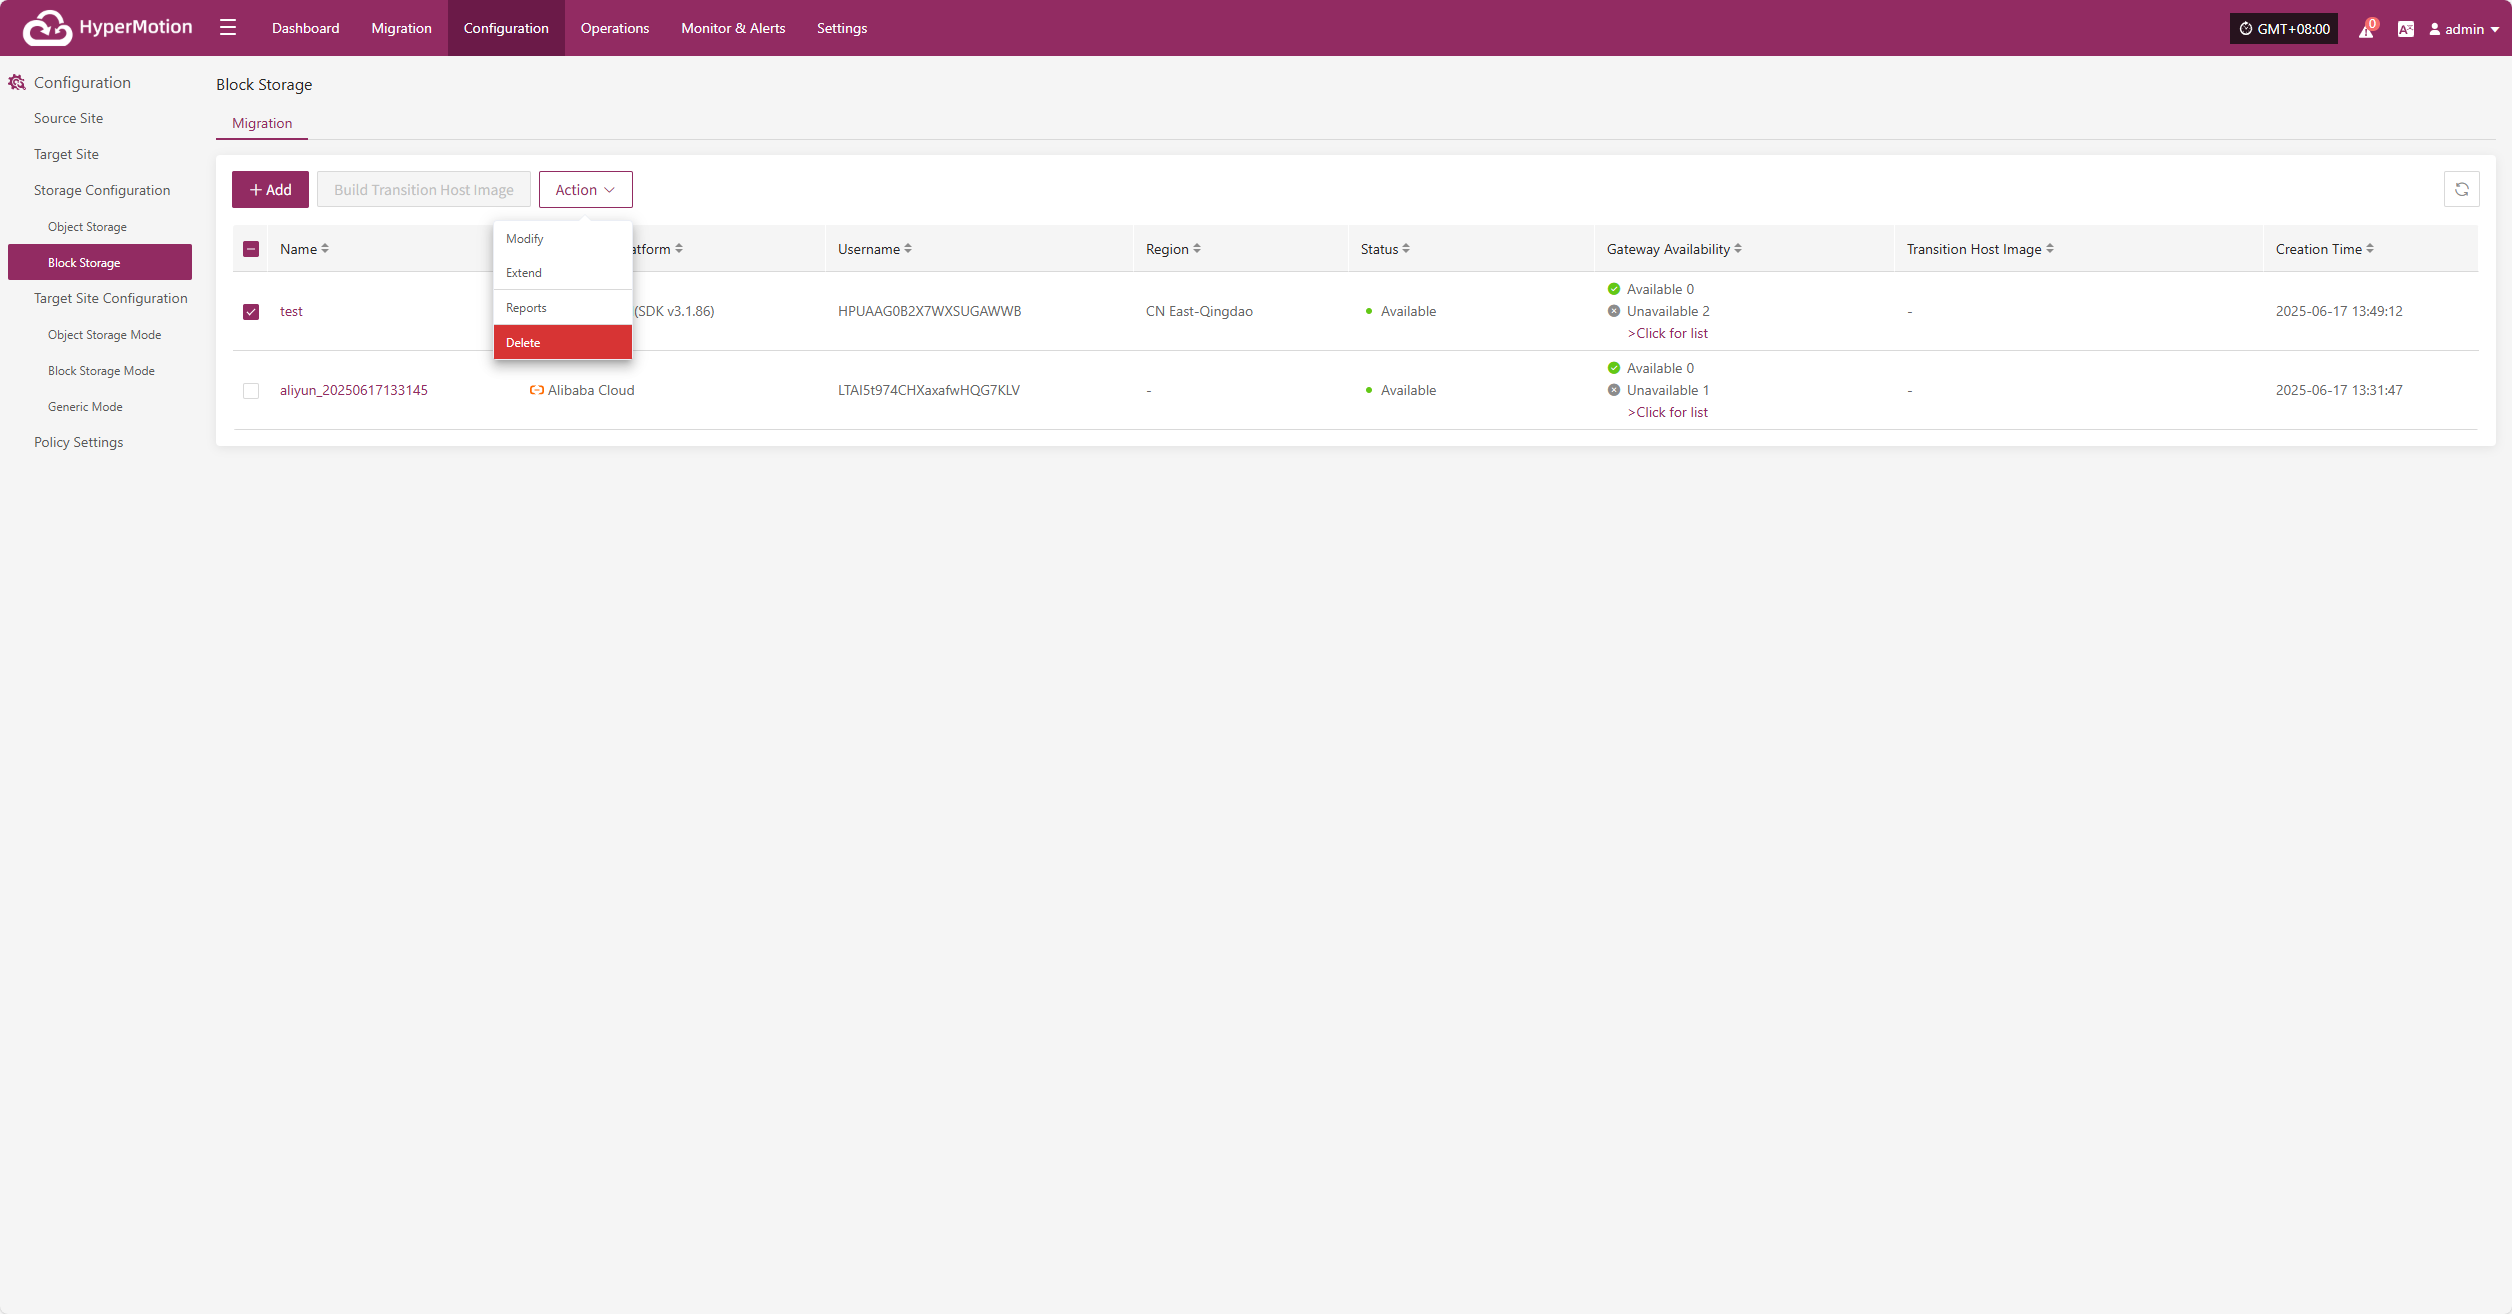 HyperMotion
Dashboard
Migration
Configuration
Operations
Monitor & Alerts
Settings
GMT+08:00
0
admin
Configuration
Source Site
Target Site
Storage Configuration
Object Storage
Block Storage
Target Site Configuration
Object Storage Mode
Block Storage Mode
Generic Mode
Policy Settings
Block Storage
Migration
+ Add
Build Transition Host Image
Action
Modify
Extend
Reports
Delete
Name
atform
Username
Region
Status
Gateway Availability
Transition Host Image
Creation Time
test
(SDK v3.1.86)
HPUAAG0B2X7WXSUGAWWB
CN East-Qingdao
Available
Available 0
Unavailable 2
>Click for list
-
2025-06-17 13:49:12
aliyun_20250617133145
Alibaba Cloud
LTAI5t974CHXaxafwHQG7KLV
-
Available
Available 0
Unavailable 1
>Click for list
-
2025-06-17 13:31:47